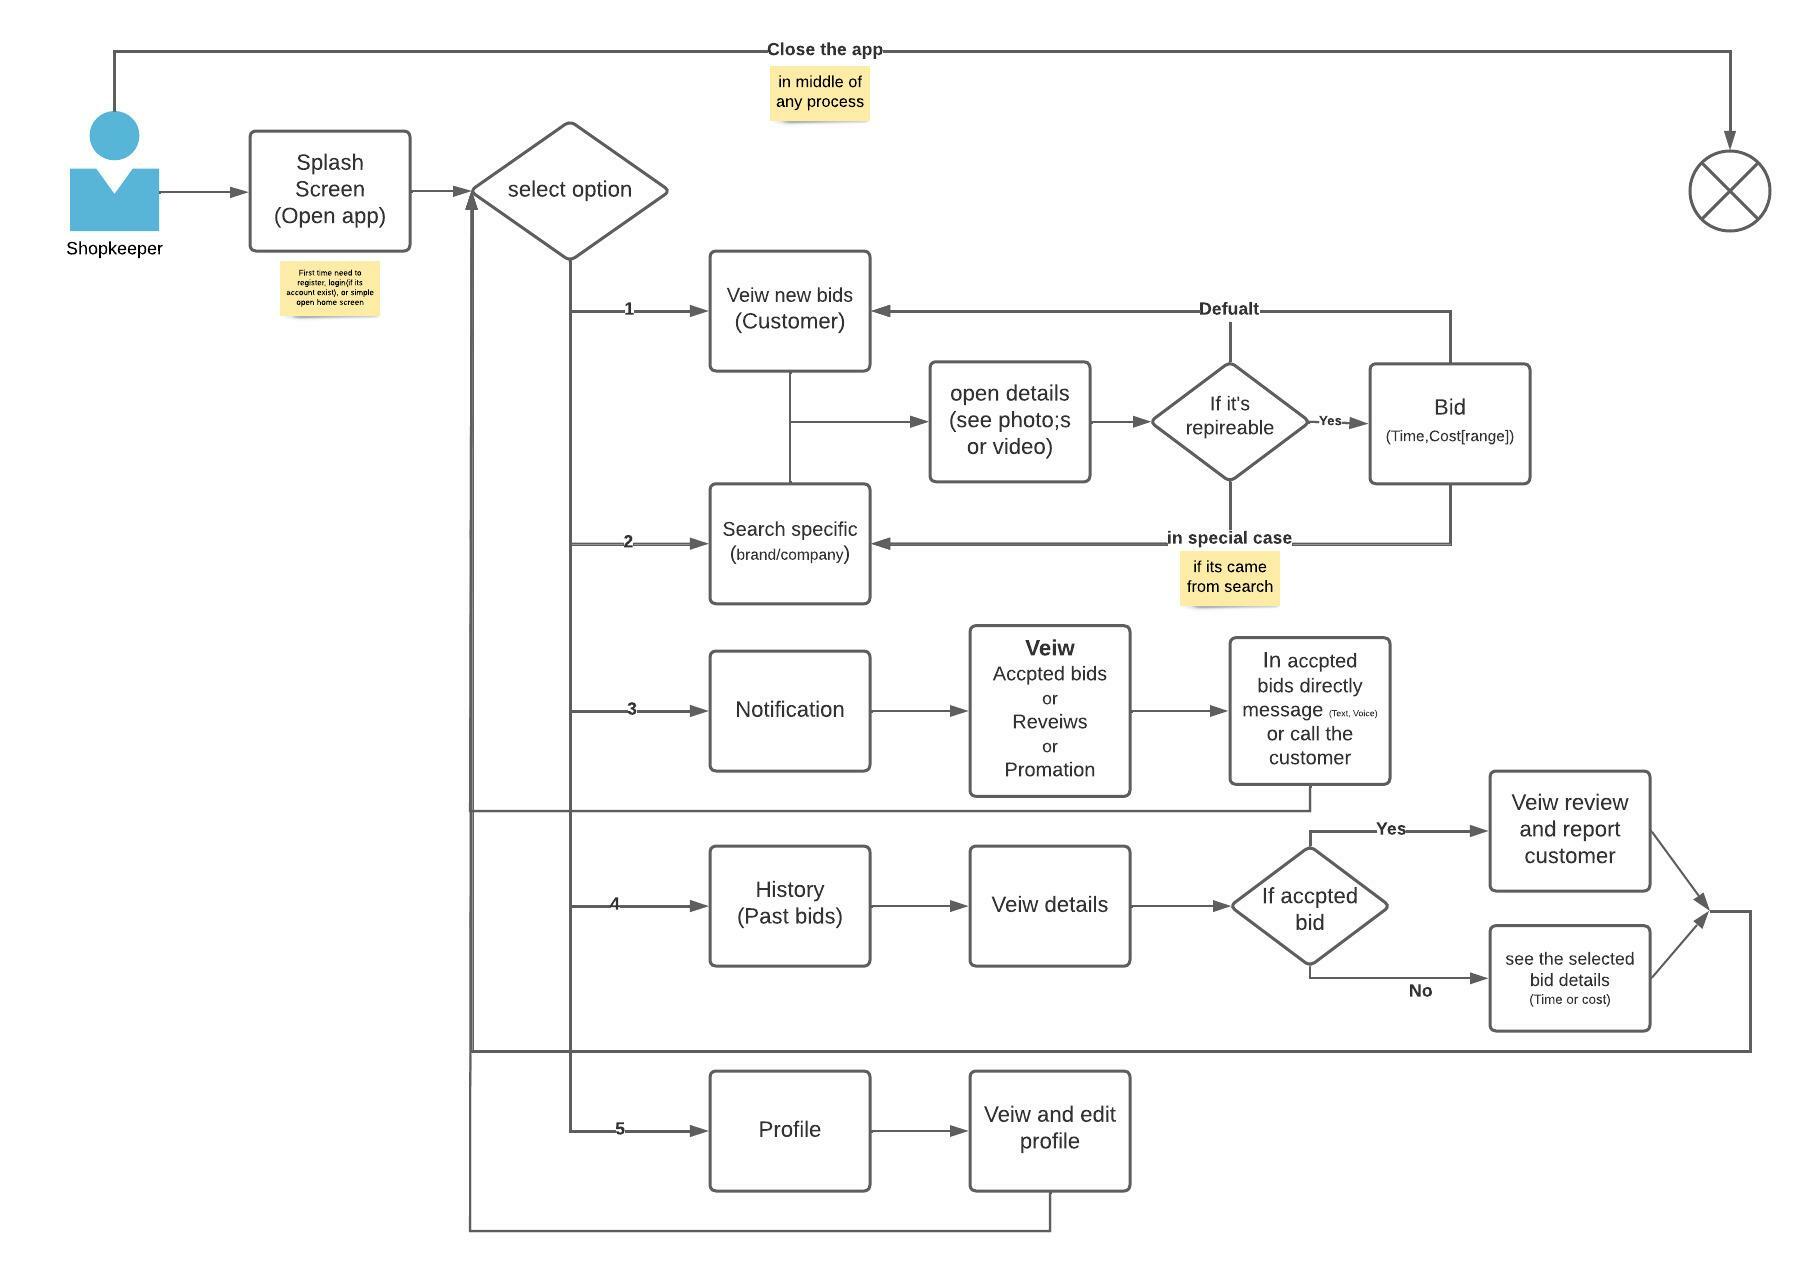 Close the app
in middle of
any process
Shopkeeper
Splash
Screen
(Open app)
First time need to
register, login(if its
account exist), or simple
open home screen
select option
1
Veiw new bids
(Customer)
Defualt
open details
(see photo;s
or video)
If it's
repireable
Yes
Bid
(Time,Cost[range])
2
Search specific
(brand/company)
in special case
if its came
from search
3
Notification
Veiw
Accpted bids
or
Reveiws
or
Promation
In accpted
bids directly
message (Text, Voice)
or call the
customer
4
History
(Past bids)
Veiw details
If accpted
bid
Yes
Veiw review
and report
customer
No
see the selected
bid details
(Time or cost)
5
Profile
Veiw and edit
profile